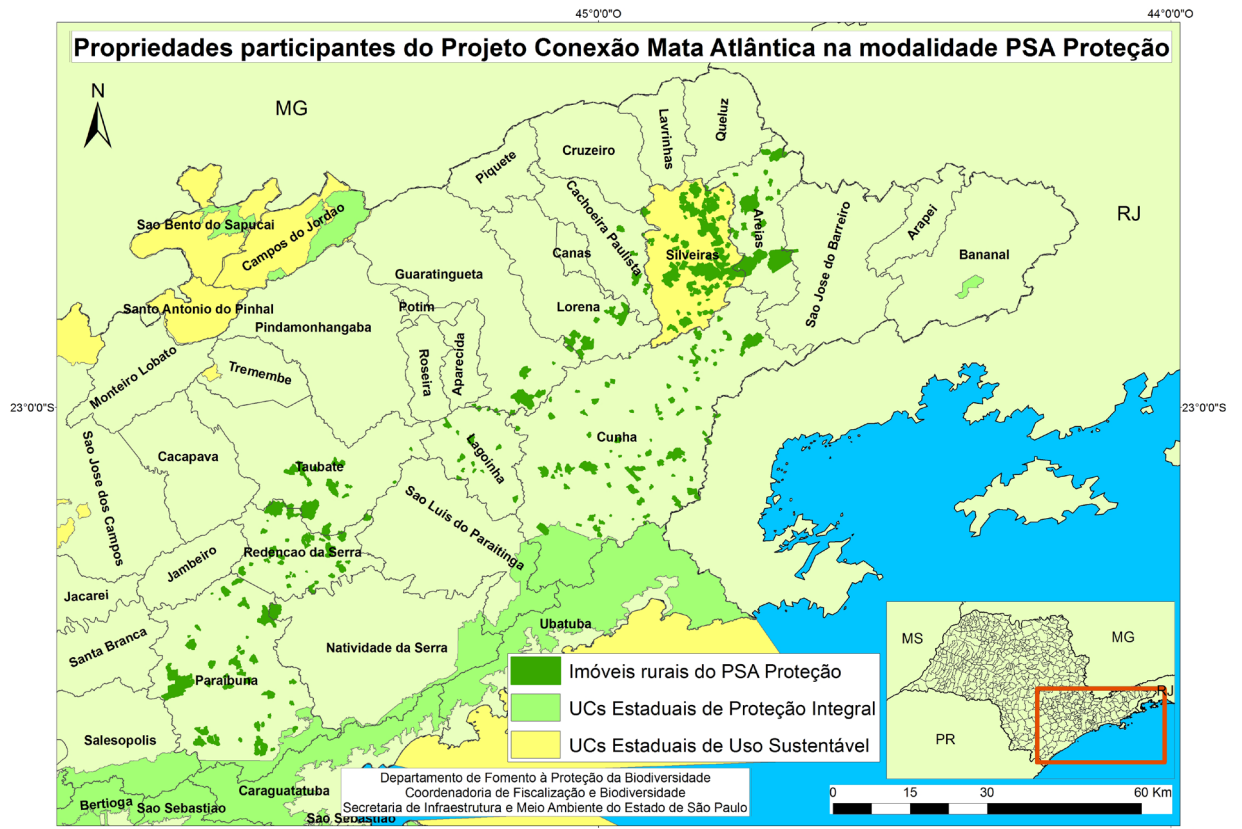 45°0'0"O
44°0'0"O
Propriedades participantes do Projeto Conexão Mata Atlântica na modalidade PSA Proteção
N
MG
Queluz
Lavrinhas
Cruzeiro
Piquete
Cachoeira Paulista
Sao Bento do Sapucai
Campos do Jordao
Areias
Sao Jose do Barreiro
Arapei
RJ
Canas
Silveiras
Bananal
Guaratingueta
Santo Antonio do Pinhal
Potim
Lorena
Pindamonhangaba
Monteiro Lobato
Tremembe
Roseira
Aparecida
23°0'0"S
23°0'0"S
Sao Jose dos Campos
Cacapava
Taubate
Lagoinha
Cunha
Sao Luis do Paraitinga
Jambeiro
Redencao da Serra
Jacarei
Santa Branca
Ubatuba
Natividade da Serra
Paraibuna
Salesopolis
Caraguatatuba
Bertioga
Sao Sebastiao
Sao Sebastiao
Imóveis rurais do PSA Proteção
UCs Estaduais de Proteção Integral
UCs Estaduais de Uso Sustentável
Departamento de Fomento à Proteção da Biodiversidade
Coordenadoria de Fiscalização e Biodiversidade
Secretaria de Infraestrutura e Meio Ambiente do Estado de São Paulo
MS
MG
RJ
PR
0 15 30 60 Km